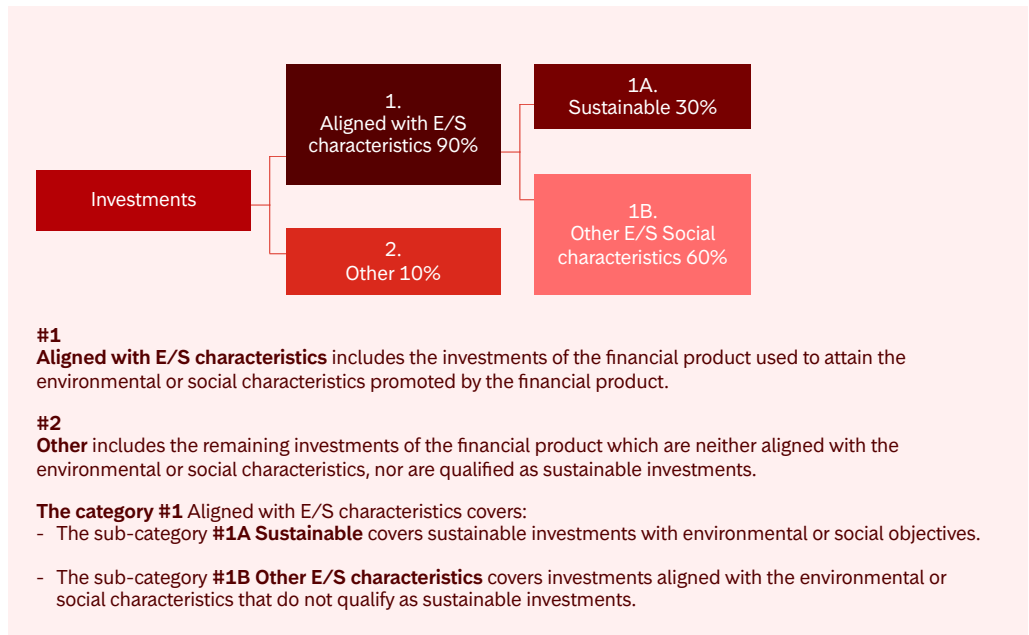 Investments
1.
Aligned with E/S
characteristics 90%
2.
Other 10%
1A.
Sustainable 30%
1B.
Other E/S Social
characteristics 60%
#1
Aligned with E/S characteristics includes the investments of the financial product used to attain the
environmental or social characteristics promoted by the financial product.
#2
Other includes the remaining investments of the financial product which are neither aligned with the
environmental or social characteristics, nor are qualified as sustainable investments.
The category #1 Aligned with E/S characteristics covers:
- The sub-category #1A Sustainable covers sustainable investments with environmental or social objectives.
- The sub-category #1B Other E/S characteristics covers investments aligned with the environmental or
social characteristics that do not qualify as sustainable investments.